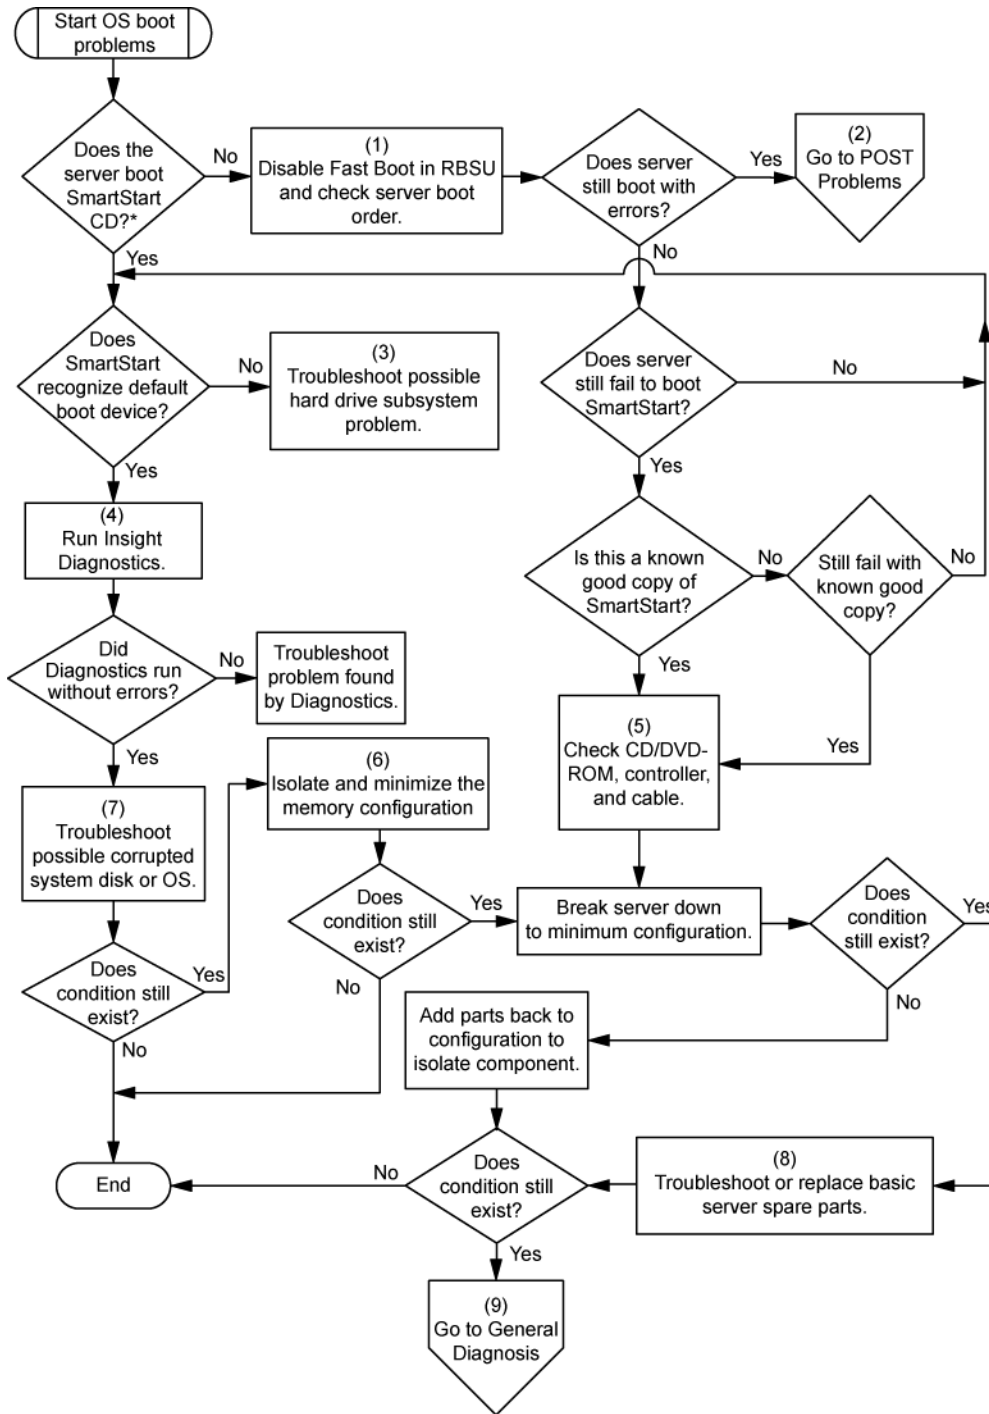 Start OS boot
problems
Does the
server boot
SmartStart
CD?*
No
(1)
Disable Fast Boot in RBSU
and check server boot
order.
Does server
still boot with
errors?
Yes
(2)
Go to POST
Problems
Yes
No
Does
SmartStart
recognize default
boot device?
No
(3)
Troubleshoot possible
hard drive subsystem
problem.
Does server
still fail to boot
SmartStart?
No
Yes
Yes
(4)
Run Insight
Diagnostics.
Is this a known
good copy of
SmartStart?
No
Still fail with
known good
copy?
No
Did
Diagnostics run
without errors?
No
Troubleshoot
problem found
by Diagnostics.
Yes
Yes
Yes
(5)
Check CD/DVD-
ROM, controller,
and cable.
(6)
Isolate and minimize the
memory configuration
(7)
Troubleshoot
possible corrupted
system disk or OS.
Does
condition still
exist?
Yes
Break server down
to minimum configuration.
Does
condition still
exist?
Yes
No
No
Does
condition still
exist?
Yes
No
Add parts back to
configuration to
isolate component.
End
No
Does
condition still
exist?
(8)
Troubleshoot or replace basic
server spare parts.
Yes
(9)
Go to General
Diagnosis